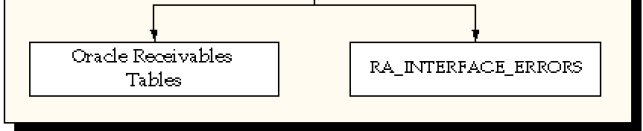 Oracle Receivables
Tables
RA_INTERFACE_ERRORS